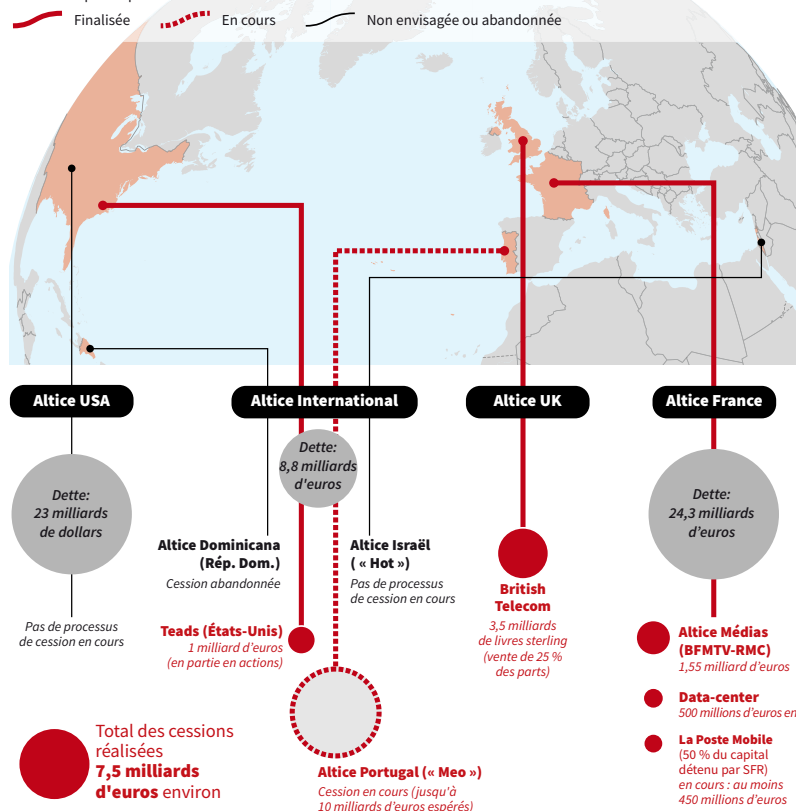 Finalisée
En cours
Non envisagée ou abandonnée
Altice USA
Altice International
Altice UK
Altice France
Dette:
23 milliards
de dollars
Dette:
8,8 milliards
d'euros
Dette:
24,3 milliards
d’euros
Pas de processus
de cession en cours
Altice Dominicana
(Rép. Dom.)
Cession abandonnée
Altice Israël
( « Hot »)
Pas de processus
de cession en cours
Teads (États-Unis)
1 milliard d’euros
(en partie en actions)
British
Telecom
3,5 milliards
de livres sterling
(vente de 25 %
des parts)
Altice Médias
(BFMTV-RMC)
1,55 milliard d’euros
Data-center
500 millions d’euros en
La Poste Mobile
(50 % du capital
détenu par SFR)
en cours : au moins
450 millions d’euros
Total des cessions
réalisées
7,5 milliards
d'euros environ
Altice Portugal (« Meo »)
Cession en cours (jusqu’à
10 milliards d’euros espérés)